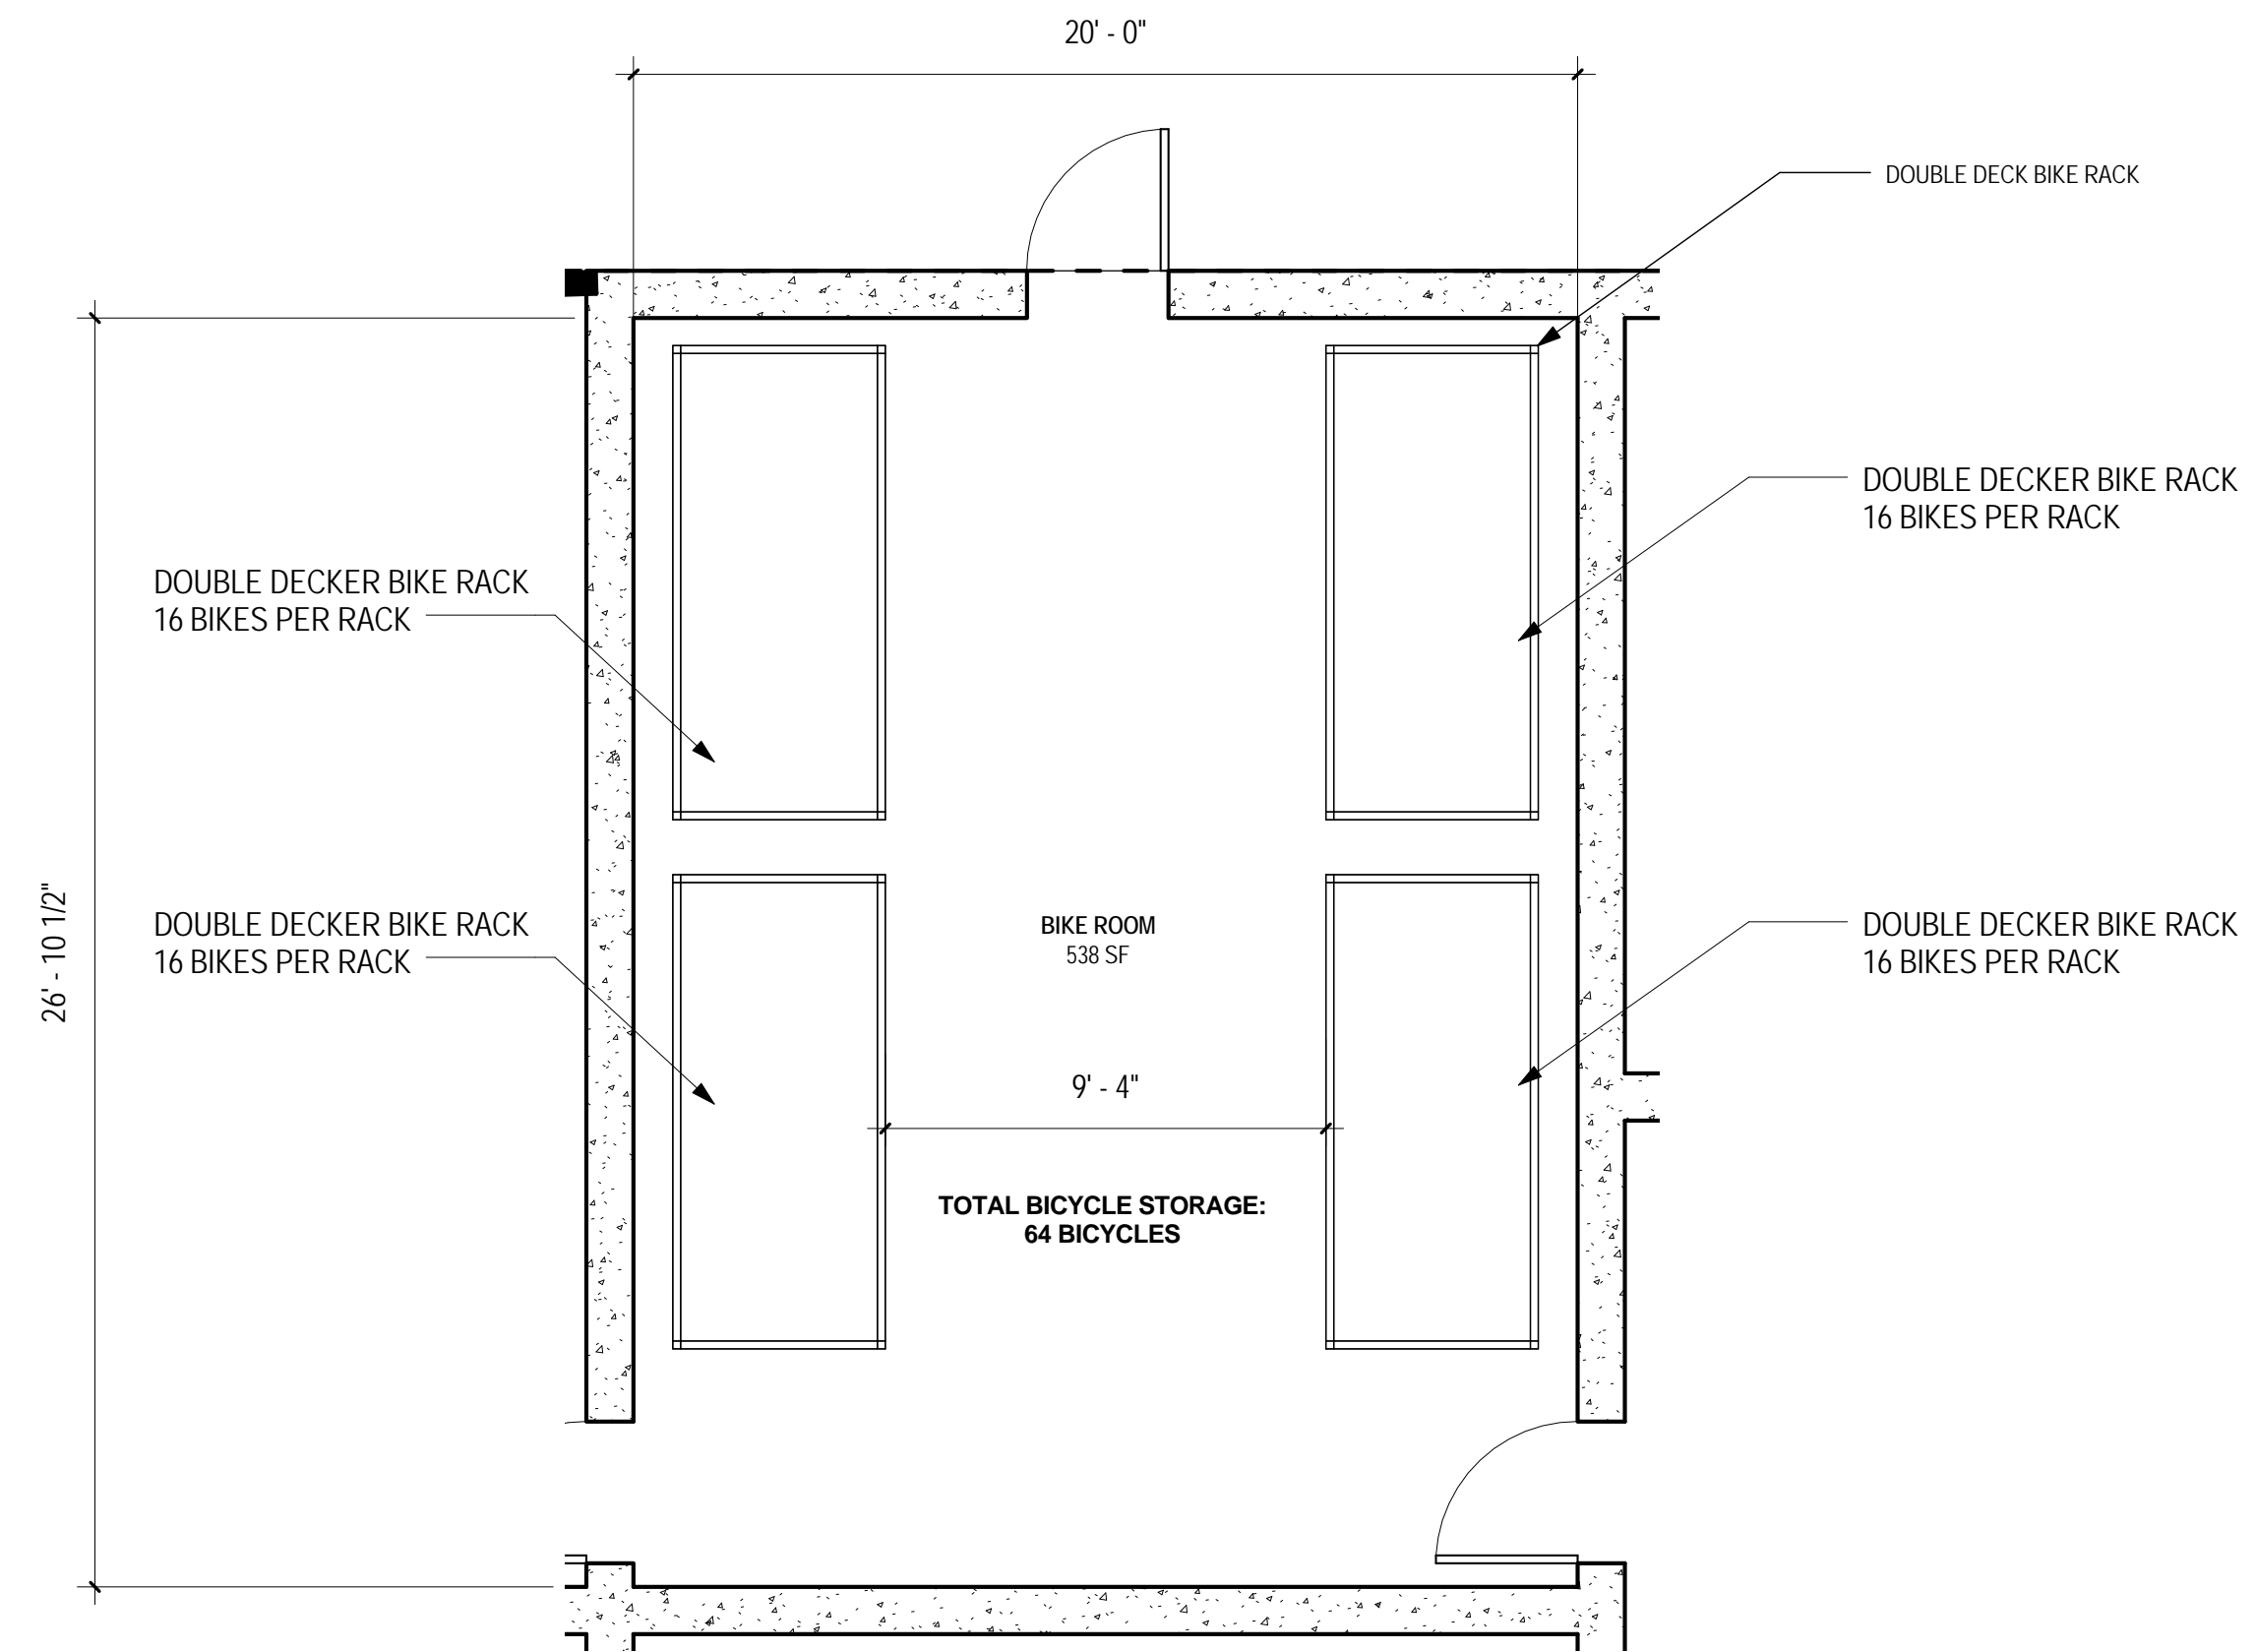 20' - 0"
DOUBLE DECK BIKE RACK
DOUBLE DECKER BIKE RACK
16 BIKES PER RACK
DOUBLE DECKER BIKE RACK
16 BIKES PER RACK
26' - 10 1/2"
DOUBLE DECKER BIKE RACK
16 BIKES PER RACK
BIKE ROOM
538 SF
DOUBLE DECKER BIKE RACK
16 BIKES PER RACK
9' - 4"
TOTAL BICYCLE STORAGE:
64 BICYCLES